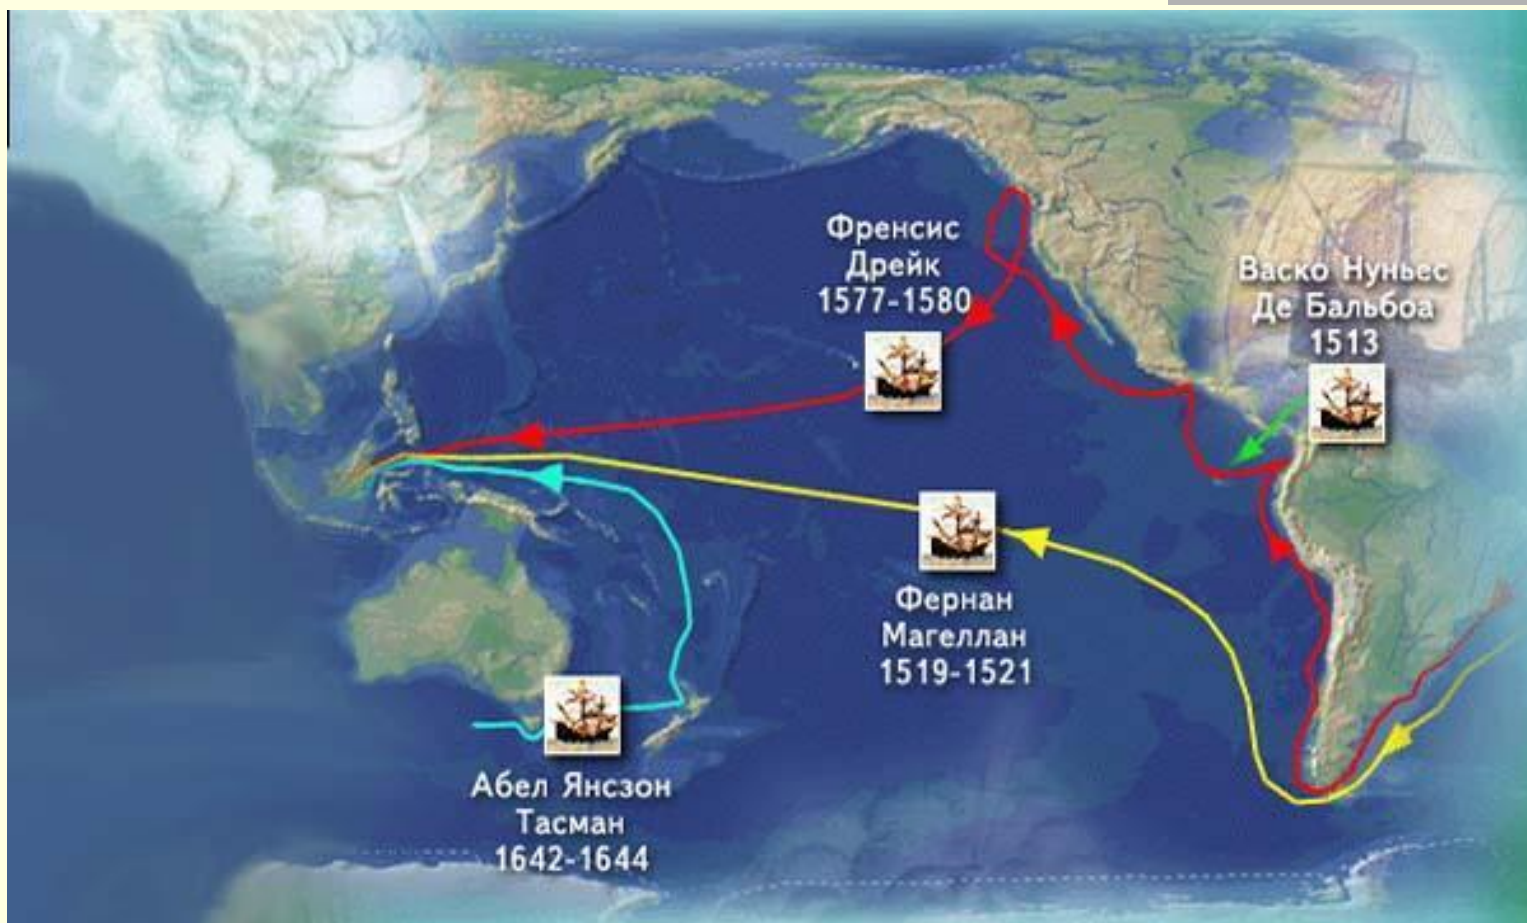 Френсис
Дрейк
1577-1580
Васко Нуньес
Де Бальбоа
1513
Фернан
Магеллан
1519-1521
Абел Янсзон
Тасман
1642-1644